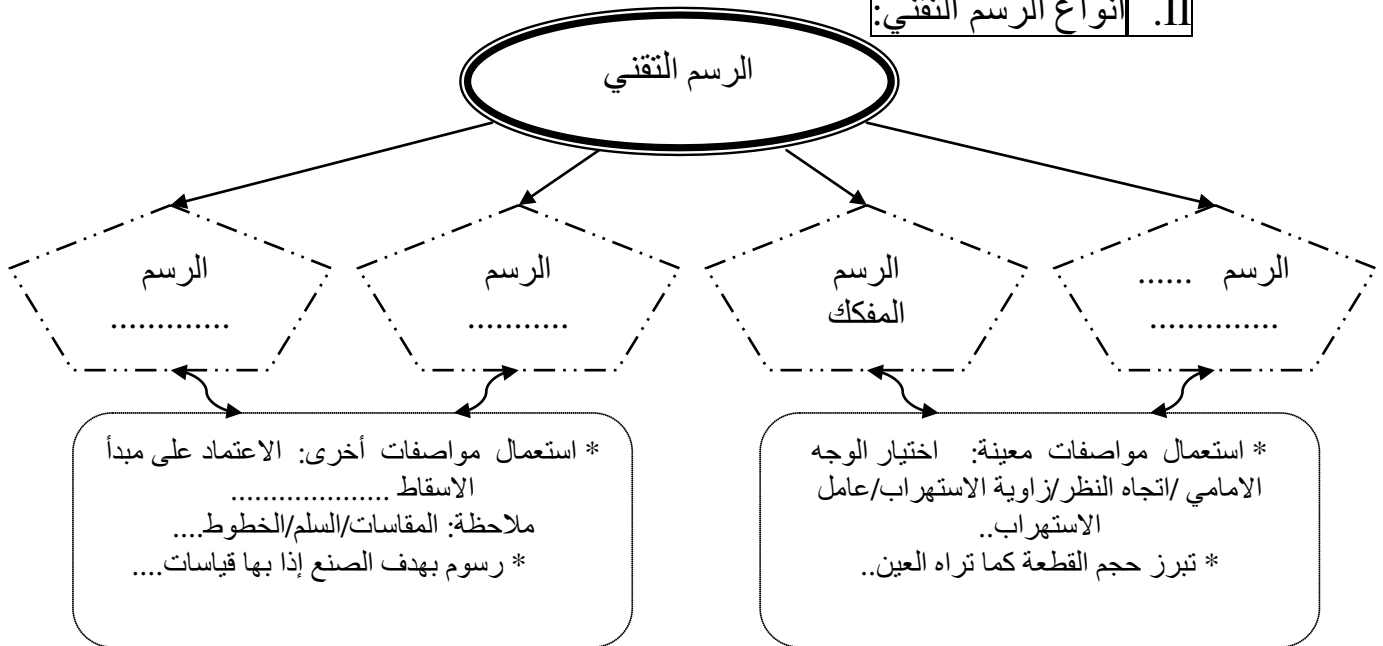 II. أنواع الرسم التقني:
الرسم التقني
الرسم ......
..............
الرسم
المفكك
الرسم
...........
الرسم
.............
* استعمال مواصفات معينة: اختيار الوجه
الامامي /اتجاه النظر/زاوية الاستهراب/عامل
الاستهراب..
* تبرز حجم القطعة كما تراه العين..
* استعمال مواصفات أخرى: الاعتماد على مبدأ
الاسقاط ....................
ملاحظة: المقاسات/السلم/الخطوط....
* رسوم بهدف الصنع إذا بها قياسات....